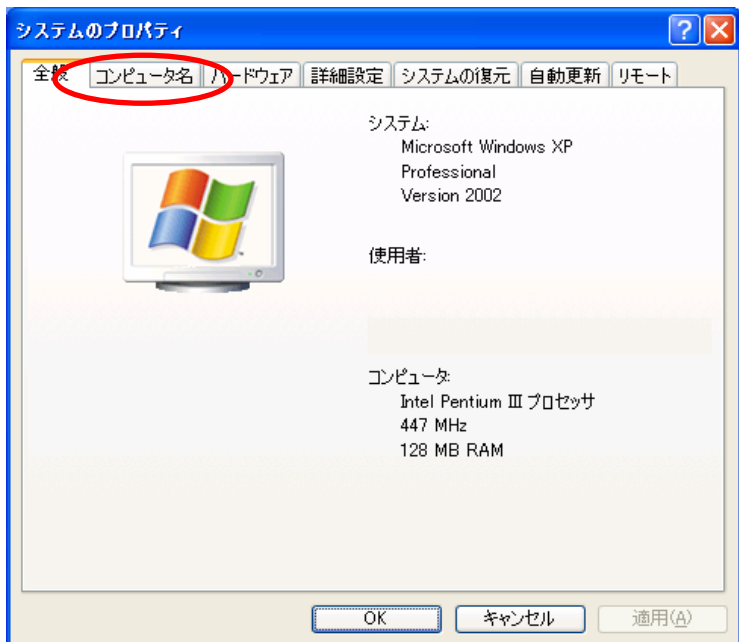 システムのプロパティ
全般 コンピュータ名 ハードウェア 詳細設定 システムの復元 自動更新 リモート
システム:
Microsoft Windows XP
Professional
Version 2002
使用者:
コンピュータ:
Intel Pentium III プロセッサ
447 MHz
128 MB RAM
OK キャンセル 適用(A)